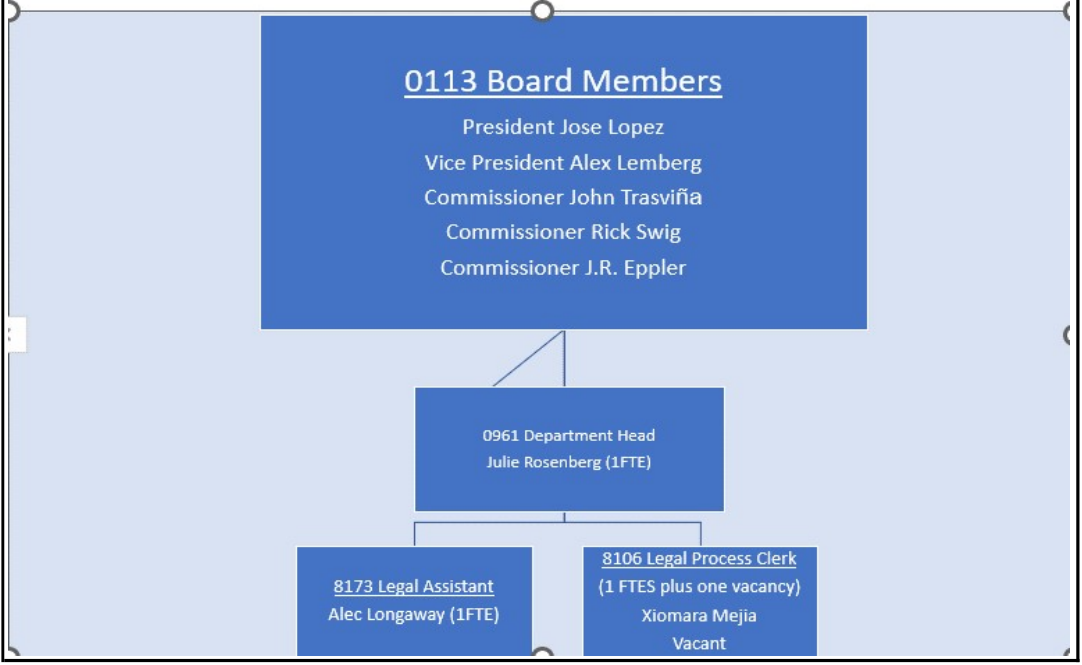 0113 Board Members
President Jose Lopez
Vice President Alex Lemberg
Commissioner John Trasviña
Commissioner Rick Swig
Commissioner J.R. Eppler
0961 Department Head
Julie Rosenberg (1FTE)
8173 Legal Assistant
Alec Longaway (1FTE)
8106 Legal Process Clerk
(1 FTES plus one vacancy)
Xiomara Mejia
Vacant